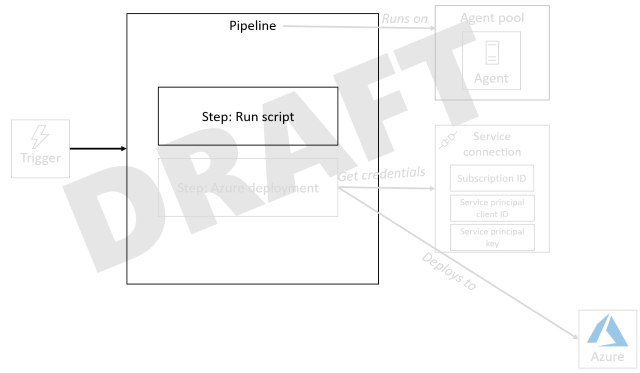 Pipeline
Runs on
Agent pool
Agent
Step: Run script
Trigger
Step: Azure deployment
Get credentials
Service
connection
Subscription ID
Service principal
client ID
Service principal
key
Deploys to
Azure
DRAFT